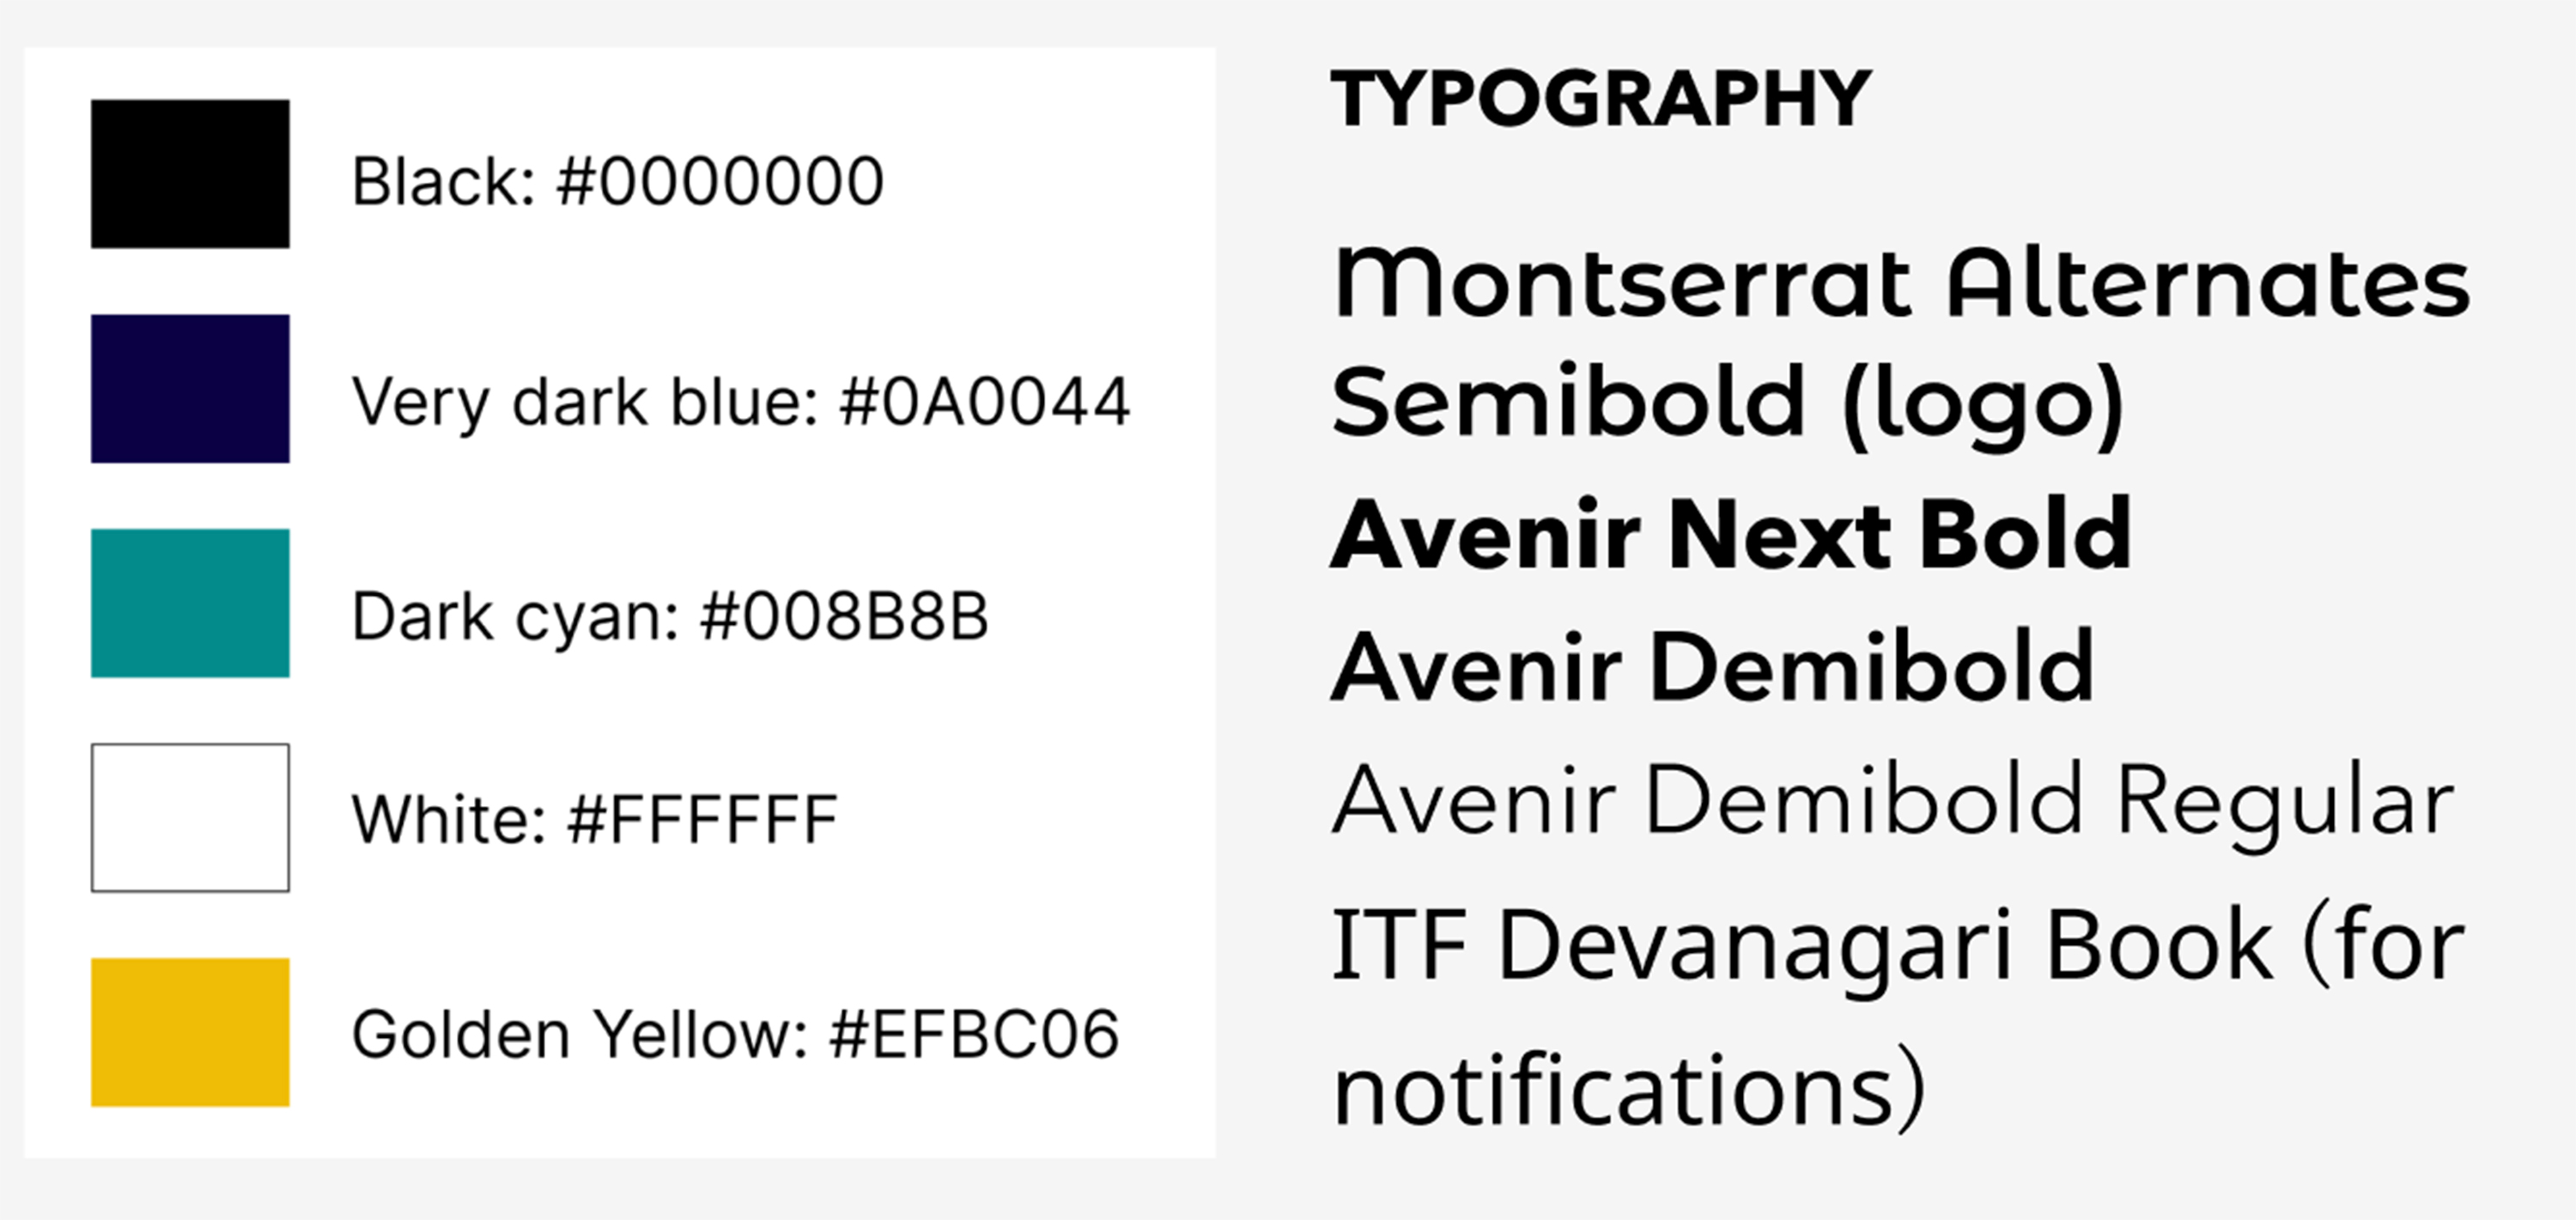 Black: #0000000
Very dark blue: #0A0044
Dark cyan: #008B8B
White: #FFFFFF
Golden Yellow: #EFBC06
TYPOGRAPHY
Montserrat Alternates
Semibold (logo)
Avenir Next Bold
Avenir Demibold
Avenir Demibold Regular
ITF Devanagari Book (for
notifications)